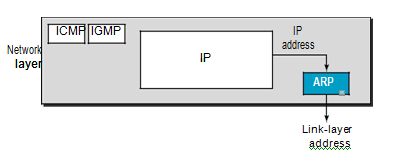 ICMP IGMP
IP
address
Network
layer
IP
ARP
Link-layer
address